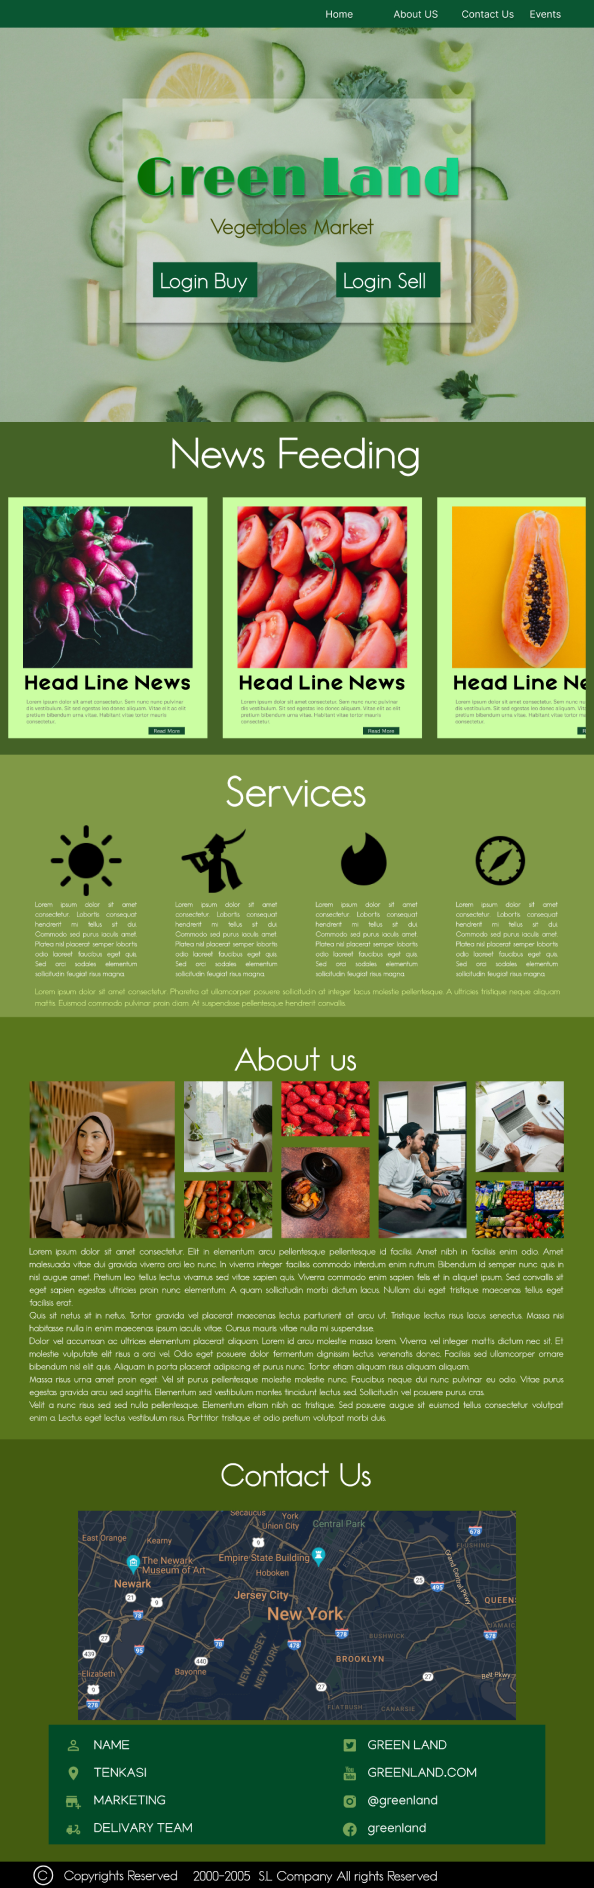 Home About US Contact Us Events
Green Land
Vegetables Market
Login Buy Login Sell
News Feeding
Head Line News
Lorem ipsum dolor sit amet consectetur. Sem nunc nunc pulvinar
dis vestibulum. Sit sed egestas leo donec aliquam. Vitae elit ac elit
pretium bibendum urna vitae. Habitant vitae tortor mauris
consectetur.
Read More
Head Line News
Lorem ipsum dolor sit amet consectetur. Sem nunc nunc pulvinar
dis vestibulum. Sit sed egestas leo donec aliquam. Vitae elit ac elit
pretium bibendum urna vitae. Habitant vitae tortor mauris
consectetur.
Read More
Head Line Ne
Lorem ipsum dolor sit amet consectetur. Sem nunc nu
dis vestibulum. Sit sed egestas leo donec aliquam. Vi
pretium bibendum urna vitae. Habitant vitae tortor m
consectetur.
Services
Lorem ipsum dolor sit amet
consectetur. Lobortis consequat
hendrerit mi tellus sit dui.
Commodo sed purus iaculis amet.
Platea nisl placerat semper lobortis
odio laoreet faucibus eget quis.
Sed orci sodales elementum
sollicitudin feugiat risus magna.
Lorem ipsum dolor sit amet
consectetur. Lobortis consequat
hendrerit mi tellus sit dui.
Commodo sed purus iaculis amet.
Platea nisl placerat semper lobortis
odio laoreet faucibus eget quis.
Sed orci sodales elementum
sollicitudin feugiat risus magna.
Lorem ipsum dolor sit amet
consectetur. Lobortis consequat
hendrerit mi tellus sit dui.
Commodo sed purus iaculis amet.
Platea nisl placerat semper lobortis
odio laoreet faucibus eget quis.
Sed orci sodales elementum
sollicitudin feugiat risus magna.
Lorem ipsum dolor sit amet
consectetur. Lobortis consequat
hendrerit mi tellus sit dui.
Commodo sed purus iaculis amet.
Platea nisl placerat semper lobortis
odio laoreet faucibus eget quis.
Sed orci sodales elementum
sollicitudin feugiat risus magna.
Lorem ipsum dolor sit amet consectetur. Pharetra at ullamcorper posuere sollicitudin at integer lacus molestie pellentesque. A ultricies tristique neque aliquam
mattis. Euismod commodo pulvinar proin diam. At suspendisse pellentesque hendrerit convallis.
About us
Lorem ipsum dolor sit amet consectetur. Elit in elementum arcu pellentesque pellentesque id facilisi. Amet nibh in facilisis enim odio. Amet
malesuada vitae dui gravida viverra orci leo nunc. In viverra integer facilisis commodo interdum enim rutrum. Bibendum id semper nunc quis in
nisl augue amet. Pretium leo tellus lectus vivamus sed vitae sapien quis. Viverra commodo enim sapien felis et in aliquet ipsum. Sed convallis sit
eget sapien egestas ultricies proin nunc elementum. A quam sollicitudin morbi dictum lacus. Nullam dui eget tristique maecenas tellus eget
facilisis erat.
Quis sit netus sit in netus. Tortor gravida vel placerat maecenas lectus parturient at arcu ut. Tristique lectus risus lacus senectus. Massa nisi
habitasse nulla in enim maecenas ipsum iaculis vitae. Cursus mauris vitae nulla mi suspendisse.
Dolor vel accumsan ac ultrices elementum placerat aliquam. Lorem id arcu molestie massa lorem. Viverra vel integer mattis dictum nec sit. Et
molestie vulputate elit risus a orci vel. Odio eget posuere dolor fermentum dignissim lectus venenatis donec. Facilisis sed ullamcorper ornare
bibendum nisl elit quis. Aliquam in porta placerat adipiscing et purus nunc. Tortor etiam aliquam risus aliquam aliquam.
Massa risus urna amet proin eget. Vel sit purus pellentesque molestie molestie nunc. Faucibus neque dui nunc pulvinar eu odio. Vitae purus
egestas gravida arcu sed sagittis. Elementum sed vestibulum montes tincidunt lectus sed. Sollicitudin vel posuere purus cras.
Velit a nunc risus sed sed nulla pellentesque. Elementum etiam nibh ac tristique. Sed posuere augue sit euismod tellus consectetur volutpat
enim a. Lectus eget lectus vestibulum risus. Porttitor tristique et odio pretium volutpat morbi duis.
Contact Us
Secaucus York
Union City Central Park
678
East Orange Kearny 9 FLUSHING
The Newark
Museum of Art
Empire State Building
Grand Central Pkwy
Newark Hoboken 25 495
21 9 Jersey City QUEENS
78 New York
278 JAMAIC
27 95 78 478 BUSHWICK 678
439 440 NEW JERSEY
NEW YORK
BROOKLYN
Elizabeth Bayonne 27 Belt Pkwy
9 27
278 FLATBUSH CANARSIE
NAME GREEN LAND
TENKASI GREENLAND.COM
MARKETING @greenland
DELIVARY TEAM greenland
© Copyrights Reserved 2000-2005 S.L Company All rights Reserved